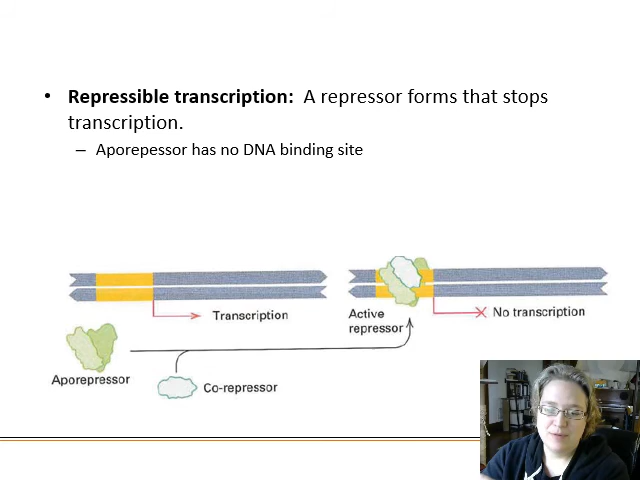 • Repressible transcription: A repressor forms that stops
transcription.
– Aporepessor has no DNA binding site
Transcription
Active
repressor
No transcription
Aporepressor
Co-repressor